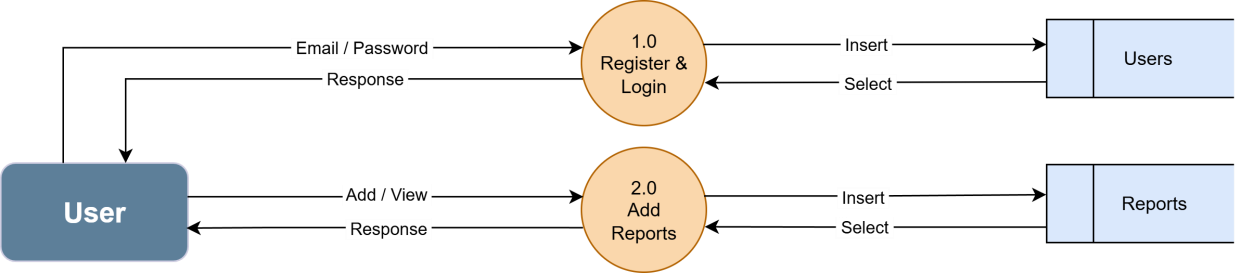 1.0
Register &
Login
Email / Password
Insert
Users
Response
Select
2.0
Add
Reports
Add / View
Insert
Reports
User
Response
Select